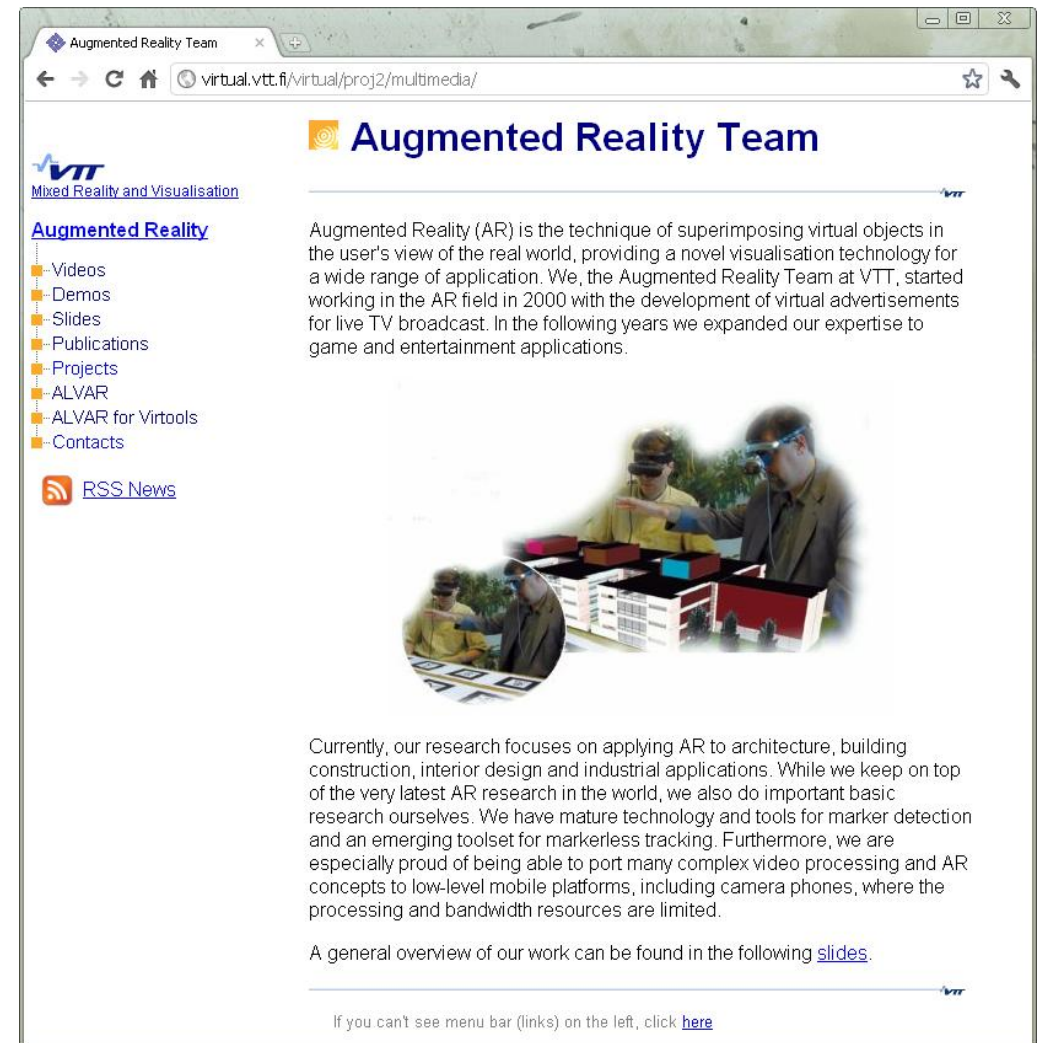 Augmented Reality Team
virtual.vtt.fi/virtual/proj2/multimedia/
VTT
Mixed Reality and Visualisation
Augmented Reality
Videos
Demos
Slides
Publications
Projects
ALVAR
ALVAR for Virtools
Contacts
RSS News
Augmented Reality Team
VTT
Augmented Reality (AR) is the technique of superimposing virtual objects in
the user's view of the real world, providing a novel visualisation technology for
a wide range of application. We, the Augmented Reality Team at VTT, started
working in the AR field in 2000 with the development of virtual advertisements
for live TV broadcast. In the following years we expanded our expertise to
game and entertainment applications.
Currently, our research focuses on applying AR to architecture, building
construction, interior design and industrial applications. While we keep on top
of the very latest AR research in the world, we also do important basic
research ourselves. We have mature technology and tools for marker detection
and an emerging toolset for markerless tracking. Furthermore, we are
especially proud of being able to port many complex video processing and AR
concepts to low-level mobile platforms, including camera phones, where the
processing and bandwidth resources are limited.
A general overview of our work can be found in the following slides.
VTT
If you can't see menu bar (links) on the left, click here